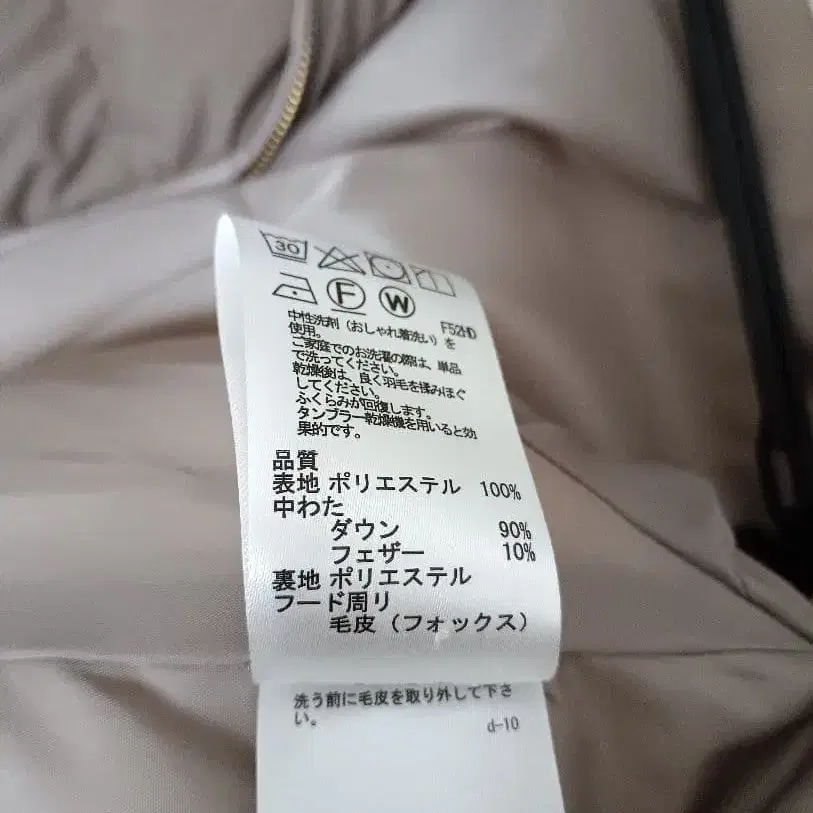 30
F W
中性洗剤（おしゃれ着洗い）を F52HD
使用。
ご家庭でのお洗濯の際は、単品
で洗ってください。
乾燥後は、良く羽毛を揉みほぐ
してください。
ふくらみが回復します。
タンブラー乾燥機を用いると効
果的です。
品質
表地 ポリエステル 100%
中わた
ダウン 90%
フェザー 10%
裏地 ポリエステル
フード周り
毛皮（フォックス）
洗う前に毛皮を取り外して下さ
い。
d-10